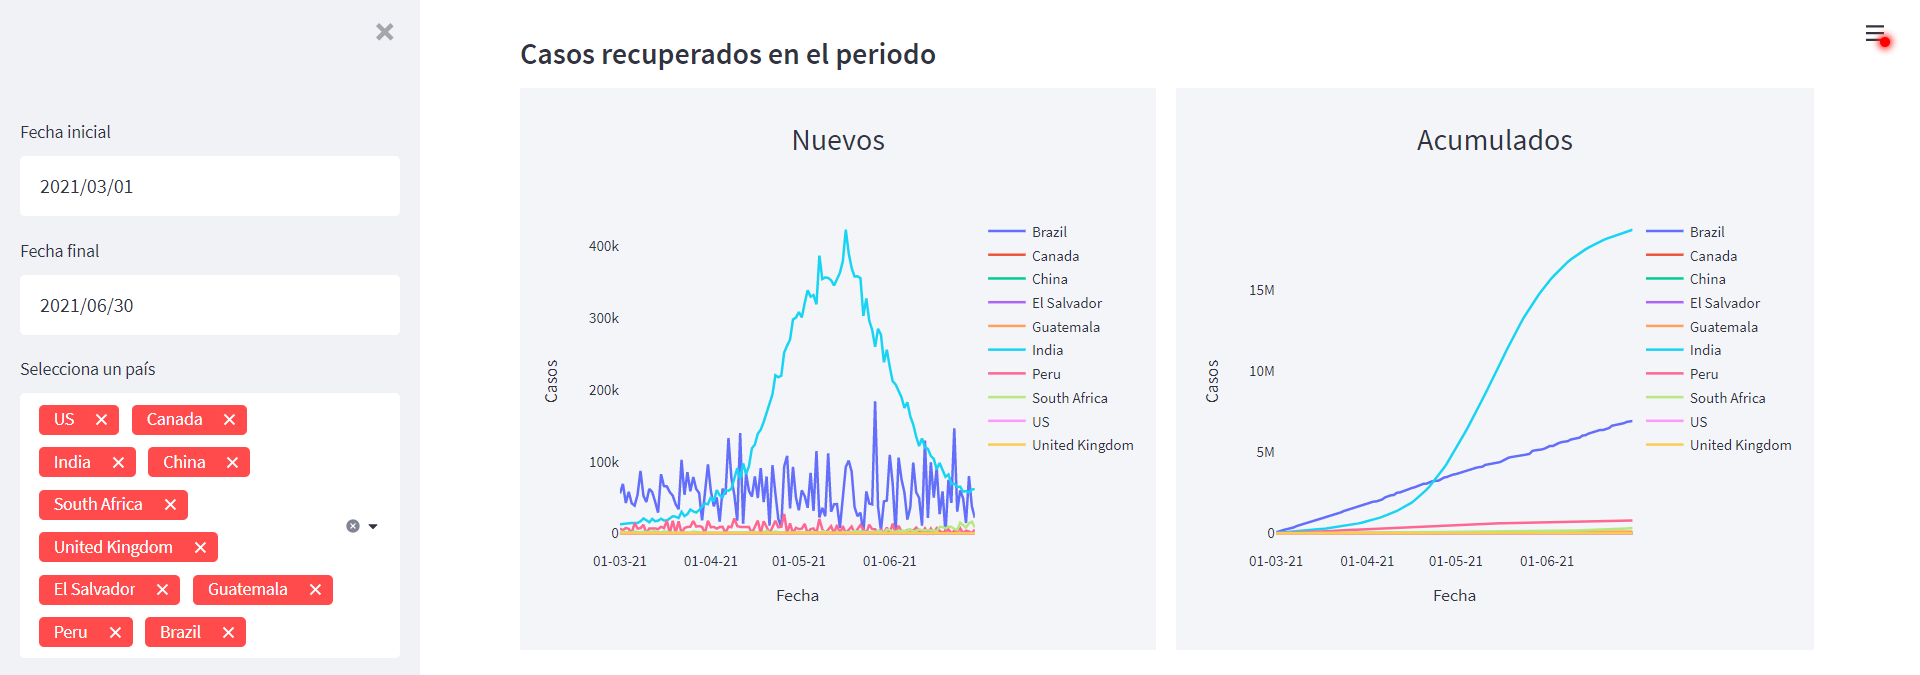 Fecha inicial
2021/03/01
Fecha final
2021/06/30
Selecciona un país
US Canada
India China
South Africa
United Kingdom
El Salvador Guatemala
Peru Brazil
Casos recuperados en el periodo
Nuevos
Casos
400k
300k
200k
100k
0
01-03-21 01-04-21 01-05-21 01-06-21
Fecha
Brazil
Canada
China
El Salvador
Guatemala
India
Peru
South Africa
US
United Kingdom
Acumulados
Casos
15M
10M
5M
0
01-03-21 01-04-21 01-05-21 01-06-21
Fecha
Brazil
Canada
China
El Salvador
Guatemala
India
Peru
South Africa
US
United Kingdom